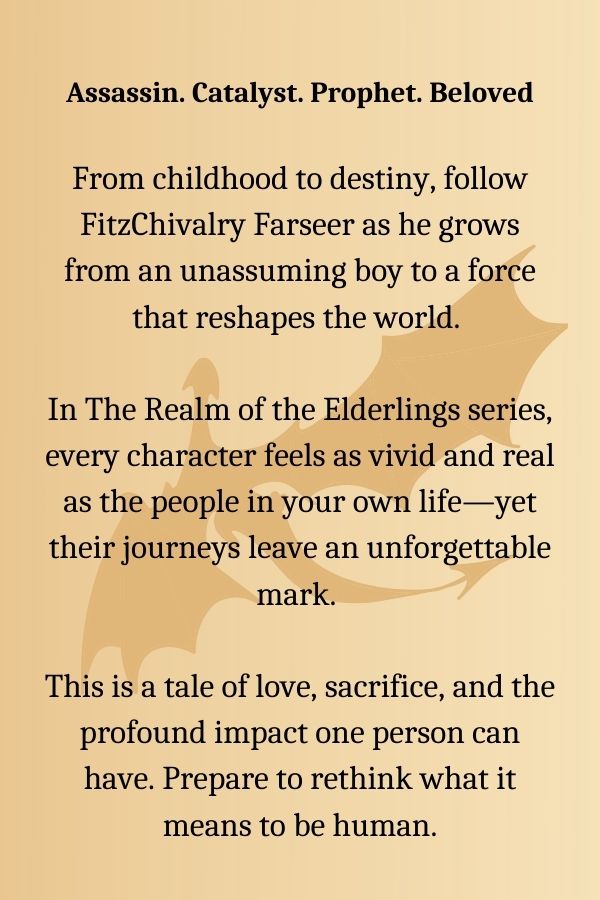 Assassin. Catalyst. Prophet. Beloved
From childhood to destiny, follow
FitzChivalry Farseer as he grows
from an unassuming boy to a force
that reshapes the world.
In The Realm of the Elderlings series,
every character feels as vivid and real
as the people in your own life—yet
their journeys leave an unforgettable
mark.
This is a tale of love, sacrifice, and the
profound impact one person can
have. Prepare to rethink what it
means to be human.